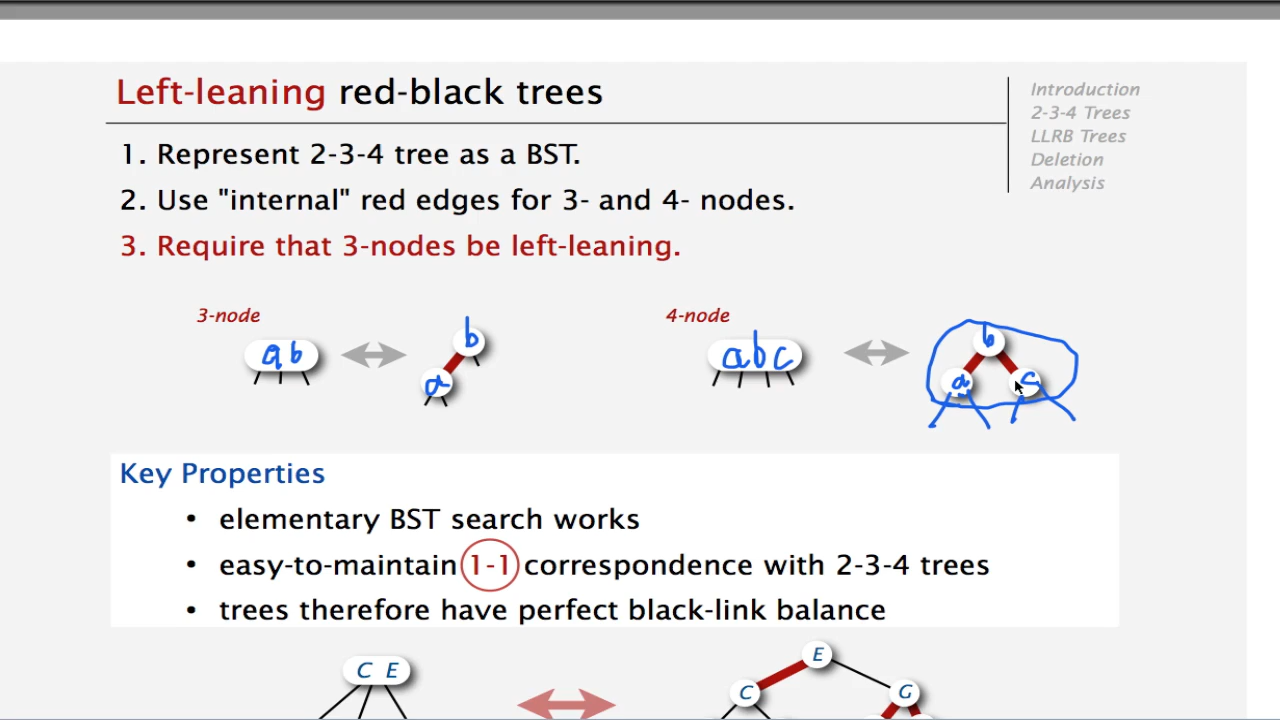 Left-leaning red-black trees
Introduction
2-3-4 Trees
LLRB Trees
Deletion
Analysis
1. Represent 2-3-4 tree as a BST.
2. Use "internal" red edges for 3- and 4- nodes.
3. Require that 3-nodes be left-leaning.
3-node
a b
b
a
4-node
a b c
b
a c
Key Properties
• elementary BST search works
• easy-to-maintain 1-1 correspondence with 2-3-4 trees
• trees therefore have perfect black-link balance
C E
E
C G